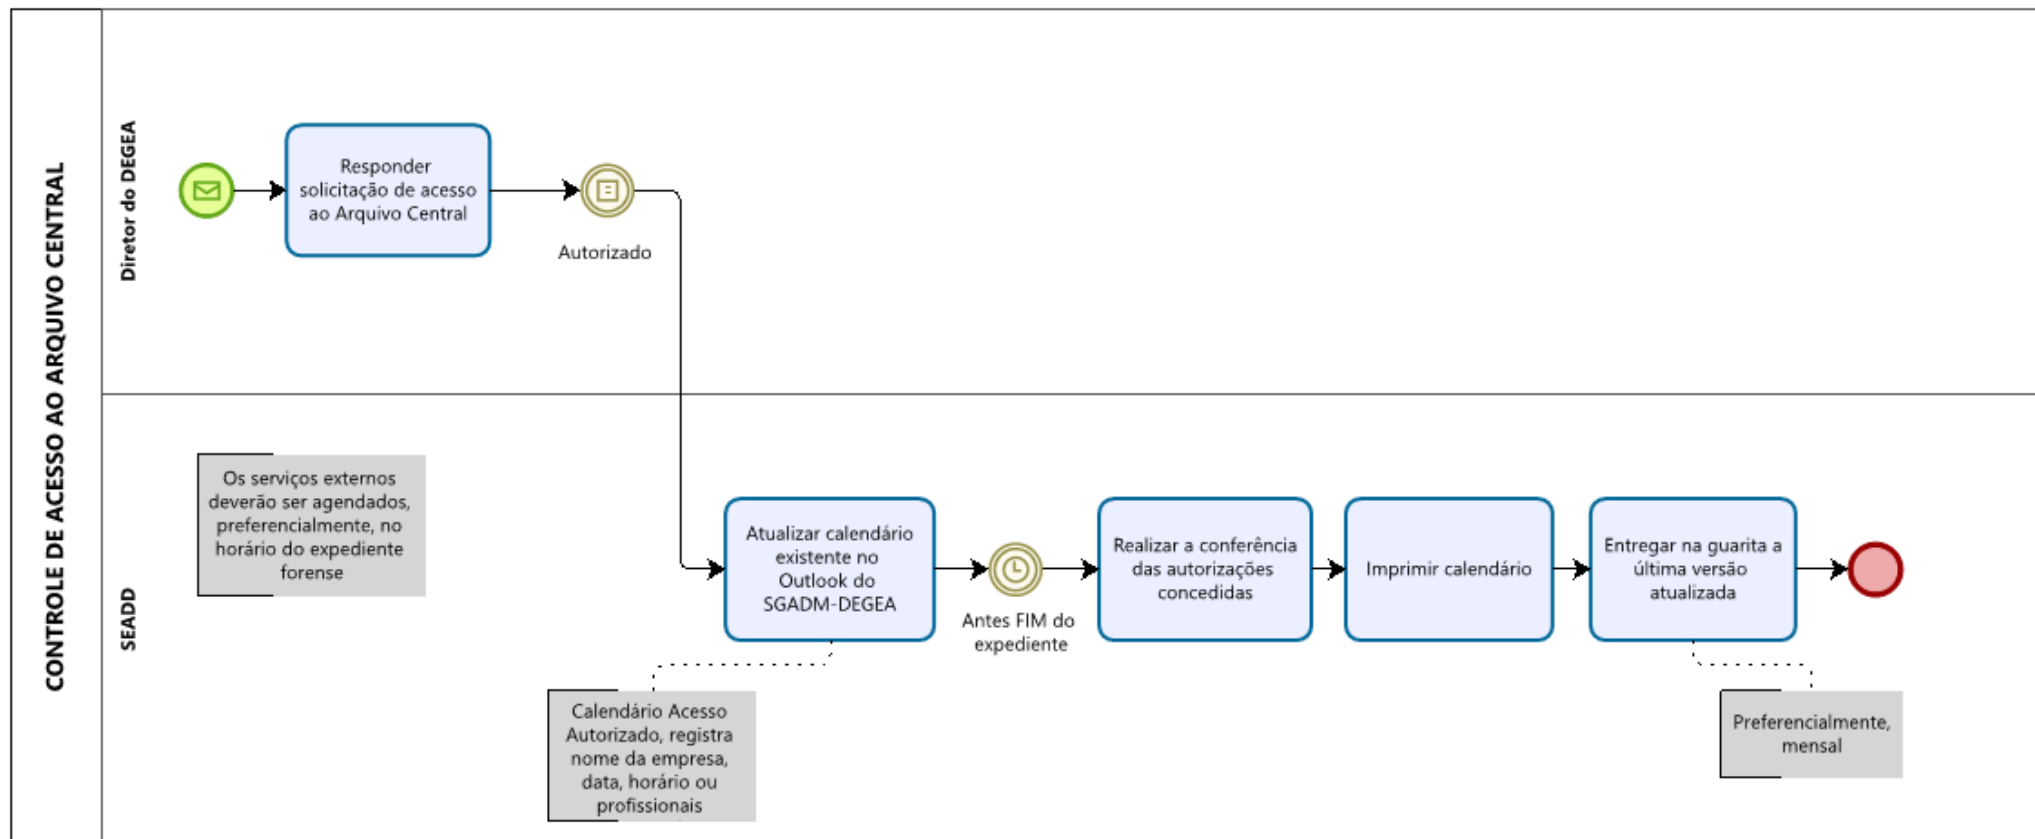 CONTROLE DE ACESSO AO ARQUIVO CENTRAL
Diretor do DEGEA
Responder
solicitação de acesso
ao Arquivo Central
Autorizado
SEADD
Os serviços externos
deverão ser agendados,
preferencialmente, no
horário do expediente
forense
Atualizar calendário
existente no
Outlook do
SGADM-DEGEA
Antes FIM do
expediente
Realizar a conferência
das autorizações
concedidas
Imprimir calendário
Entregar na guarita a
última versão
atualizada
Calendário Acesso
Autorizado, registra
nome da empresa,
data, horário ou
profissionais
Preferencialmente,
mensal